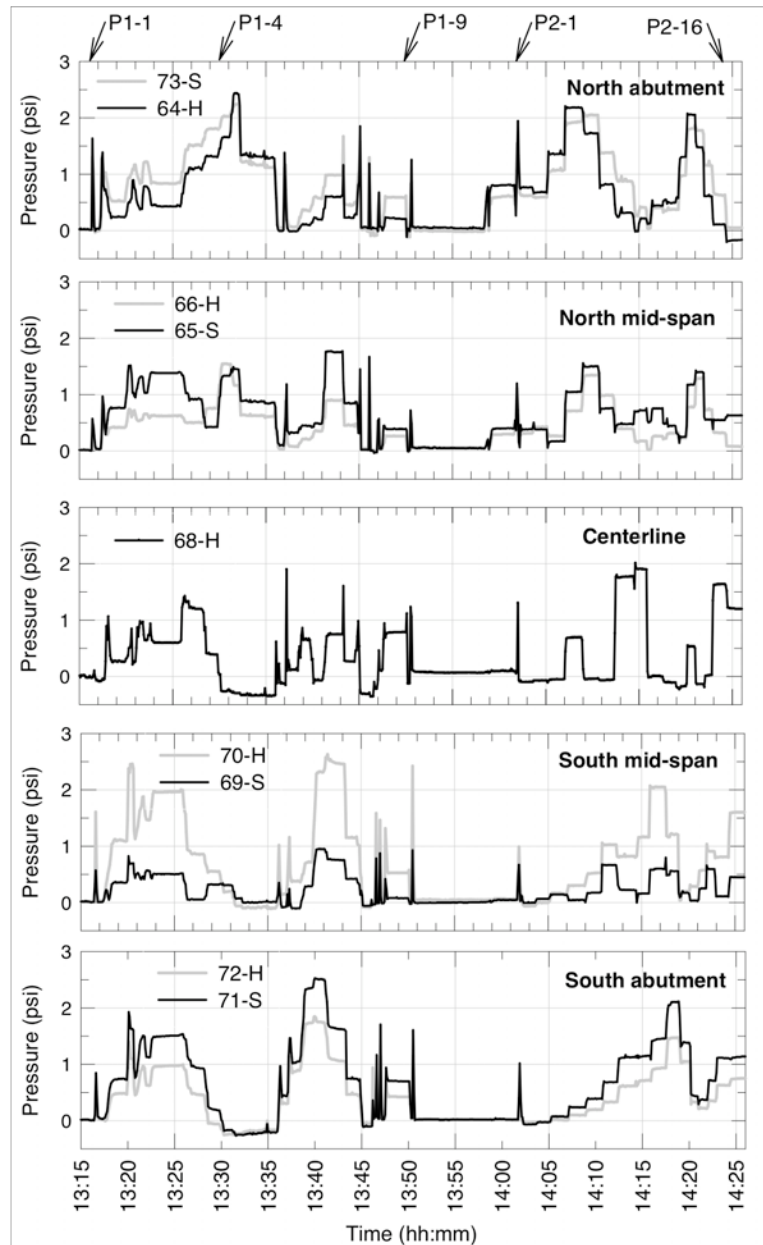 P1-1 P1-4 P1-9 P2-1 P2-16
3
2
1
0
Pressure (psi)
73-S
64-H
North abutment
3
2
1
0
Pressure (psi)
66-H
65-S
North mid-span
3
2
1
0
Pressure (psi)
68-H
Centerline
3
2
1
0
Pressure (psi)
70-H
69-S
South mid-span
3
2
1
0
Pressure (psi)
72-H
71-S
South abutment
13:15 13:20 13:25 13:30 13:35 13:40 13:45 13:50 13:55 14:00 14:05 14:10 14:15 14:20 14:25
Time (hh:mm)